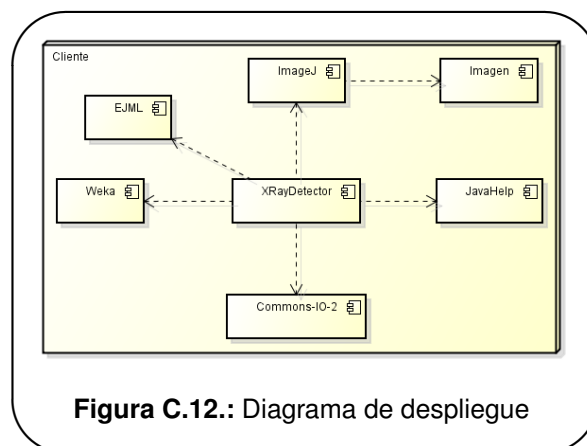 Cliente
ImageJ
Imagen
EJML
Weka
XRayDetector
JavaHelp
Commons-IO-2
Figura C.12.: Diagrama de despliegue